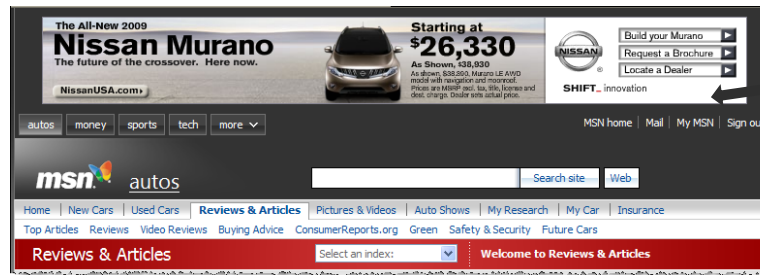 The All-New 2009
Nissan Murano
The future of the crossover. Here now.
NissanUSA.com
Starting at
$26,330
As Shown, $38,930
As shown, $38,930, Murano LE AWD
model with navigation and moonroof.
Prices are MSRP excl. tax, title, license and
dest. charge. Dealer sets actual price.
NISSAN
SHIFT_ innovation
Build your Murano
Request a Brochure
Locate a Dealer
autos money sports tech more
MSN home | Mail | My MSN | Sign ou
msn autos
Search site Web
Home | New Cars | Used Cars Reviews & Articles Pictures & Videos | Auto Shows | My Research | My Car | Insurance
Top Articles Reviews Video Reviews Buying Advice ConsumerReports.org Green Safety & Security Future Cars
Reviews & Articles
Select an index:
Welcome to Reviews & Articles